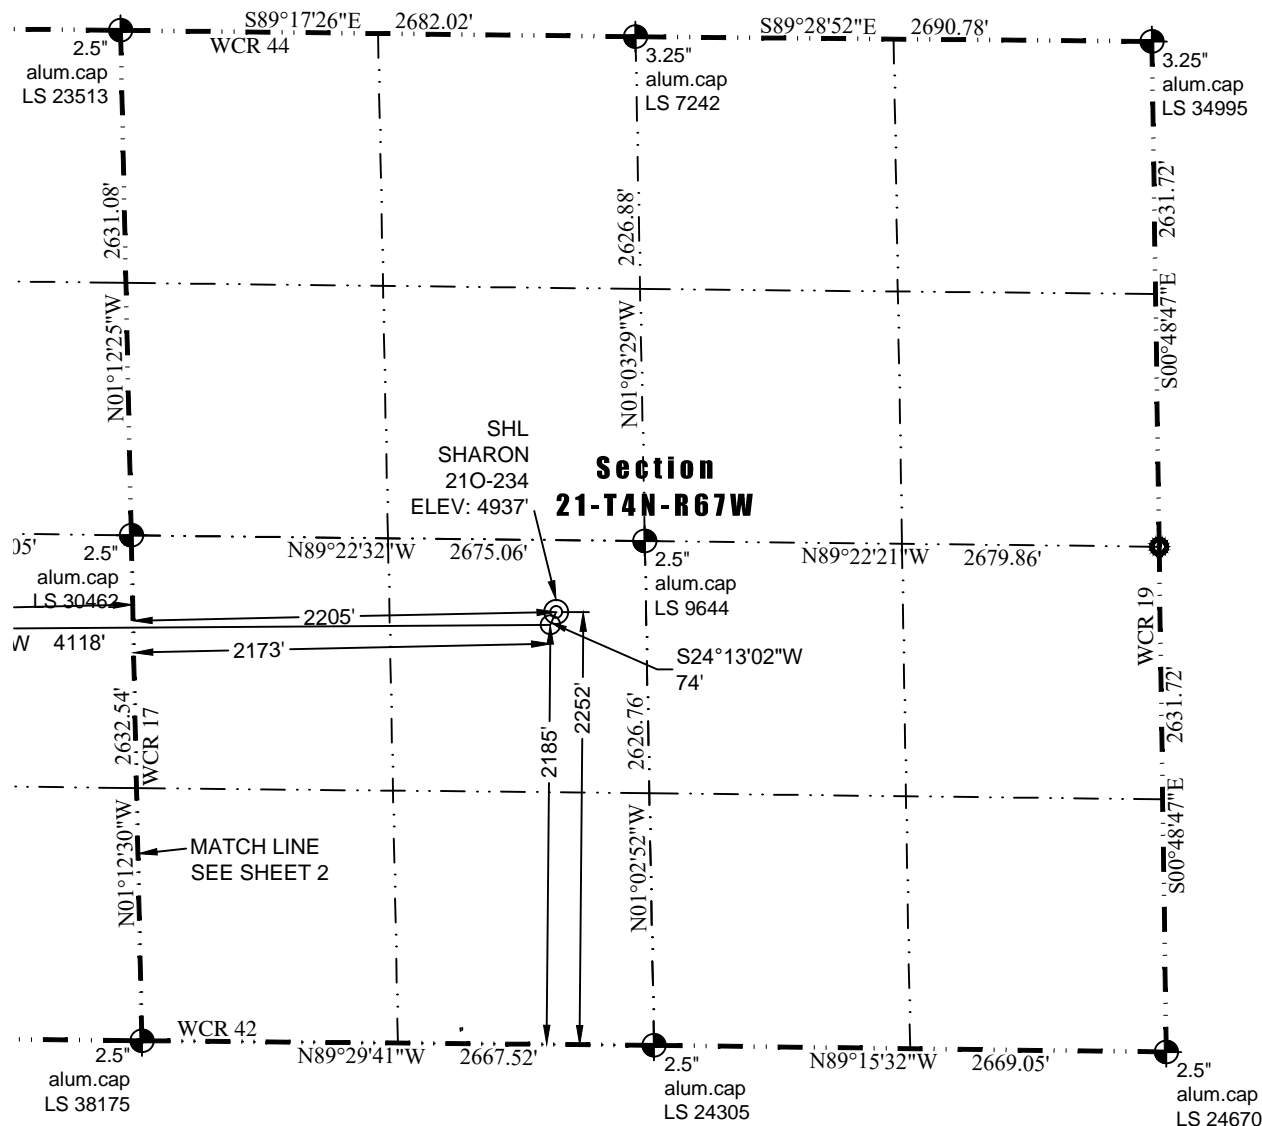 S89°17'26"E 2682.02'
S89°28'52"E 2690.78'
WCR 44
2.5"
alum.cap
LS 23513
3.25"
alum.cap
LS 7242
3.25"
alum.cap
LS 34995
2631.08'
N01°12'25"W
2626.88'
N01°03'29"W
2631.72'
S00°48'47"E
SHL
SHARON
21O-234
ELEV: 4937'
Section
21-T4N-R67W
05'
2.5"
alum.cap
LS 30462
N89°22'32"W 2675.06'
2.5"
alum.cap
LS 9644
N89°22'21"W 2679.86'
2205'
W 4118'
2173'
S24°13'02"W
74'
2185'
2252'
WCR 19
2632.54'
WCR 17
N01°12'30"W
2626.76'
N01°02'52"W
2631.72'
S00°48'47"E
MATCH LINE
SEE SHEET 2
WCR 42
N89°29'41"W 2667.52'
N89°15'32"W 2669.05'
2.5"
alum.cap
LS 38175
2.5"
alum.cap
LS 24305
2.5"
alum.cap
LS 24670